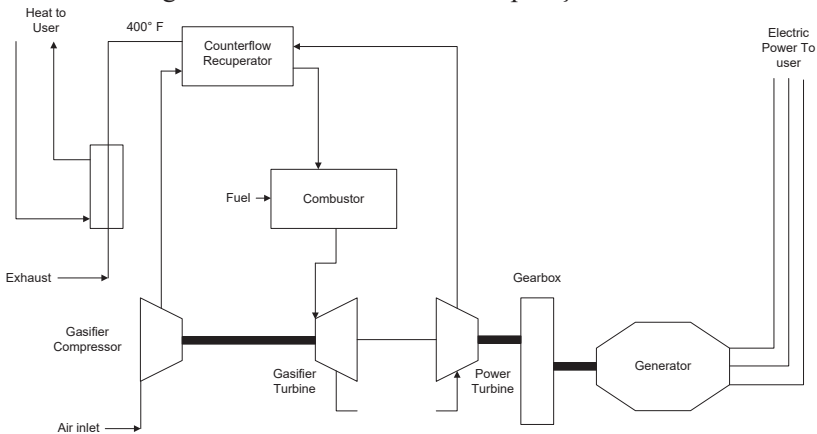 Heat to
User
400° F
Counterflow
Recuperator
Electric
Power To
user
Fuel
Combustor
Exhaust
Gearbox
Gasifier
Compressor
Gasifier
Turbine
Power
Turbine
Generator
Air inlet